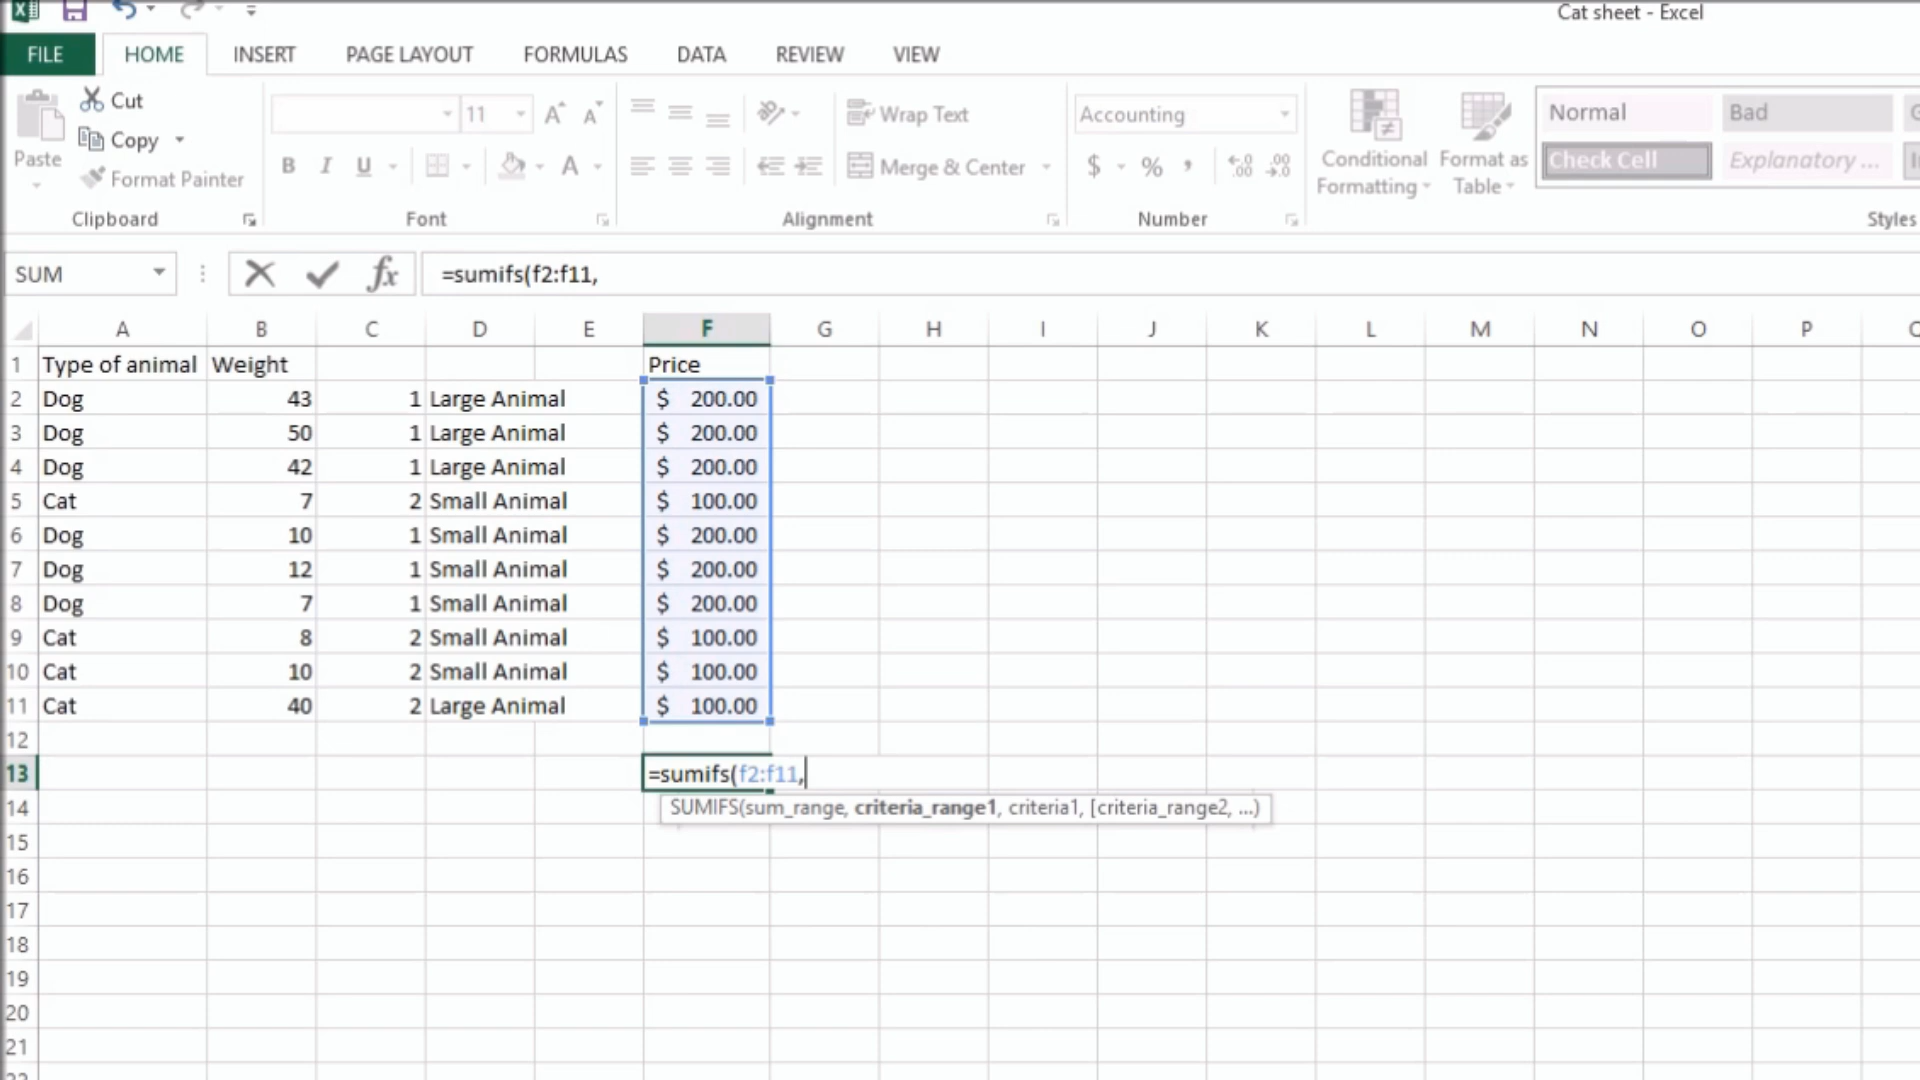 Cat sheet - Excel
FILE HOME INSERT PAGE LAYOUT FORMULAS DATA REVIEW VIEW
Paste
Cut
Copy
Format Painter
Clipboard
11
B I U
Font
Wrap Text
Merge & Center
Alignment
Accounting
$ % ,
Number
Conditional Formatting
Format as Table
Normal Bad
Check Cell Explanatory ...
Styles
SUM fx =sumifs(f2:f11,
A B C D E F G H I J K L M N O P
1 Type of animal Weight Price
2 Dog 43 1 Large Animal $ 200.00
3 Dog 50 1 Large Animal $ 200.00
4 Dog 42 1 Large Animal $ 200.00
5 Cat 7 2 Small Animal $ 100.00
6 Dog 10 1 Small Animal $ 200.00
7 Dog 12 1 Small Animal $ 200.00
8 Dog 7 1 Small Animal $ 200.00
9 Cat 8 2 Small Animal $ 100.00
10 Cat 10 2 Small Animal $ 100.00
11 Cat 40 2 Large Animal $ 100.00
12
13 =sumifs(f2:f11,
SUMIFS(sum_range, criteria_range1, criteria1, [criteria_range2, ...)
14
15
16
17
18
19
20
21